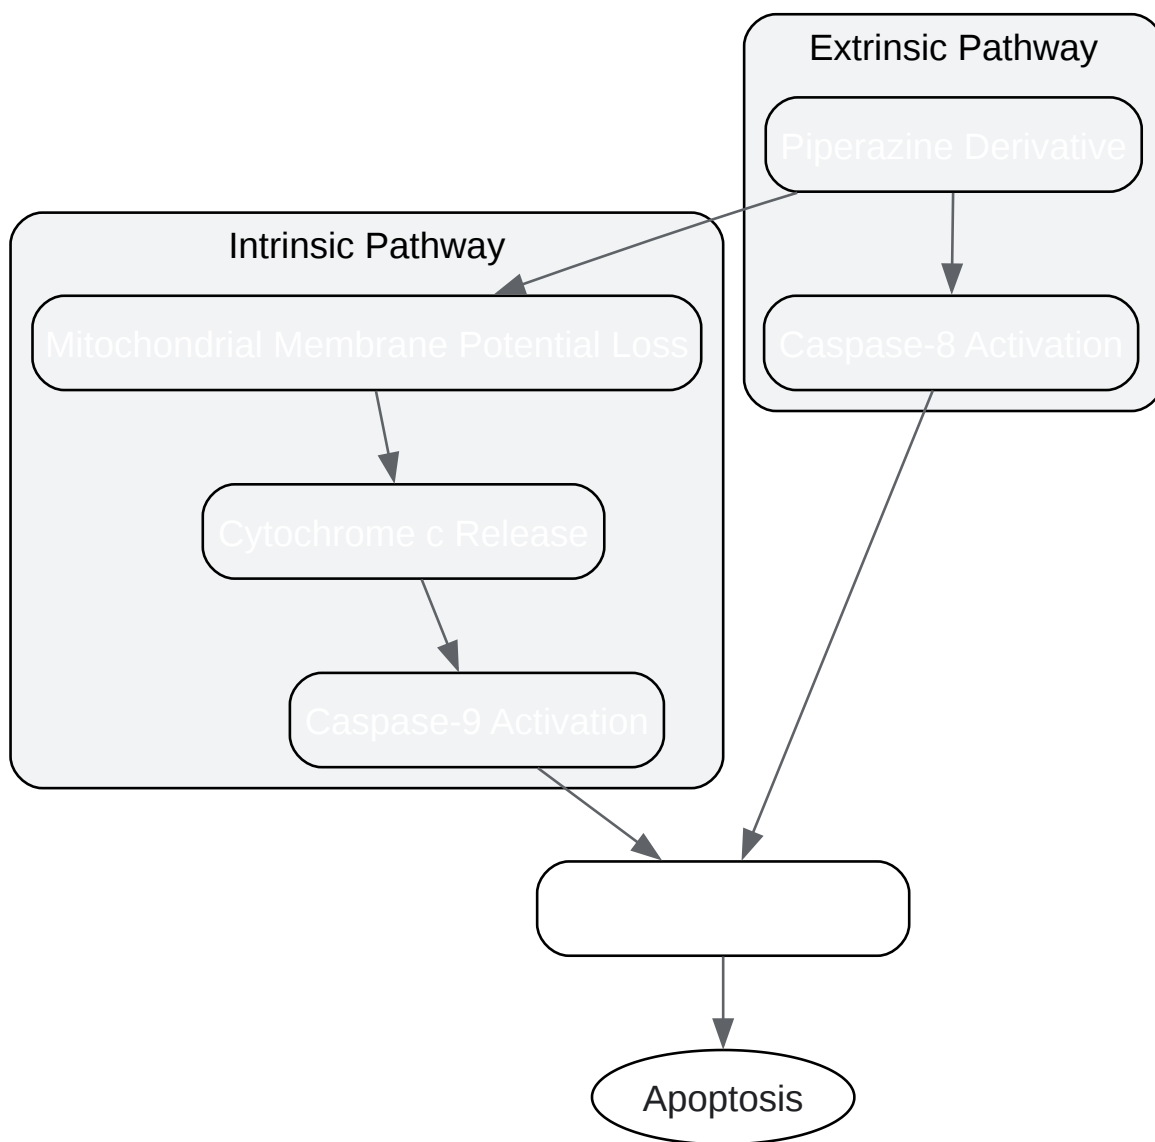 Extrinsic Pathway
Piperazine Derivative
Intrinsic Pathway
Mitochondrial Membrane Potential Loss
Caspase-8 Activation
Cytochrome c Release
Caspase-9 Activation
Apoptosis